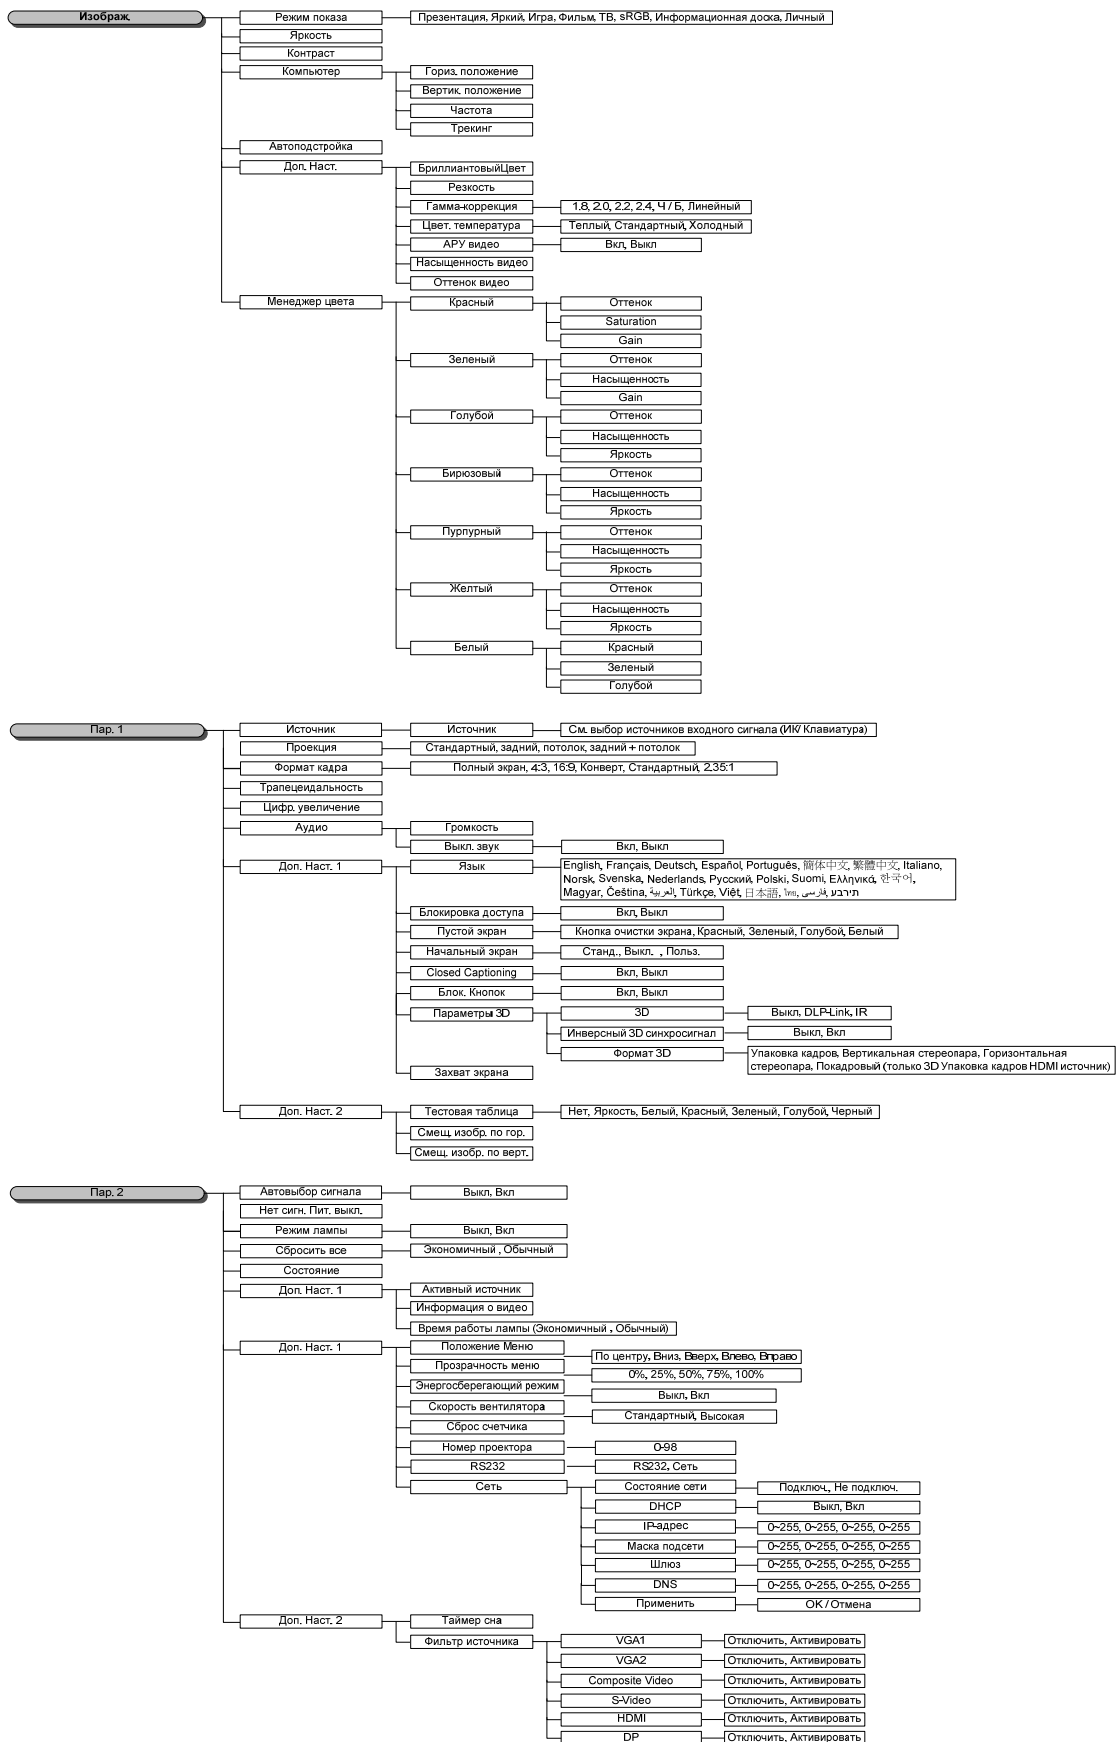 Изображ.
Режим показа
Презентация, Яркий, Игра, Фильм, ТВ, sRGB, Информационная доска, Личный
Яркость
Контраст
Компьютер
Гориз. положение
Вертик. положение
Частота
Трекинг
Автоподстройка
Доп. Наст.
БриллиантовыйЦвет
Резкость
Гамма-коррекция
1.8, 2.0, 2.2, 2.4, Ч / Б, Линейный
Цвет. температура
Теплый, Стандартный, Холодный
АРУ видео
Вкл, Выкл
Насыщенность видео
Оттенок видео
Менеджер цвета
Красный
Оттенок
Saturation
Gain
Зеленый
Оттенок
Насыщенность
Gain
Голубой
Оттенок
Насыщенность
Яркость
Бирюзовый
Оттенок
Насыщенность
Яркость
Пурпурный
Оттенок
Насыщенность
Яркость
Желтый
Оттенок
Насыщенность
Яркость
Белый
Красный
Зеленый
Голубой
Пар. 1
Источник
Источник
См. выбор источников входного сигнала (ИК/ Клавиатура)
Проекция
Стандартный, задний, потолок, задний + потолок
Формат кадра
Полный экран, 4:3, 16:9, Конверт, Стандартный, 2.35:1
Трапецеидальность
Цифр. увеличение
Аудио
Громкость
Выкл. звук
Вкл, Выкл
Доп. Наст. 1
Язык
English, Français, Deutsch, Español, Português, 簡体中文, 繁體中文, Italiano,
Norsk, Svenska, Nederlands, Русский, Polski, Suomi, Ελληνικά, 한국어,
Magyar, Čeština, العربية, Türkçe, Việt, 日本語, ไทย, فارسی, תירבע
Блокировка доступа
Вкл, Выкл
Пустой экран
Кнопка очистки экрана, Красный, Зеленый, Голубой, Белый
Начальный экран
Станд., Выкл. , Польз.
Closed Captioning
Вкл, Выкл
Блок. Кнопок
Вкл, Выкл
Параметры 3D
3D
Выкл, DLP-Link, IR
Инверсный 3D синхросигнал
Выкл, Вкл
Формат 3D
Упаковка кадров, Вертикальная стереопара, Горизонтальная
стереопара, Покадровый (только 3D Упаковка кадров HDMI источник)
Захват экрана
Доп. Наст. 2
Тестовая таблица
Нет, Яркость, Белый, Красный, Зеленый, Голубой, Черный
Смещ. изобр. по гор.
Смещ. изобр. по верт.
Пар. 2
Автовыбор сигнала
Выкл, Вкл
Нет сигн. Пит. выкл.
Режим лампы
Выкл, Вкл
Сбросить все
Экономичный , Обычный
Состояние
Доп. Наст. 1
Активный источник
Информация о видео
Время работы лампы (Экономичный , Обычный)
Доп. Наст. 1
Положение Меню
По центру, Вниз, Вверх, Влево, Вправо
Прозрачность меню
0%, 25%, 50%, 75%, 100%
Энергосберегающий режим
Выкл, Вкл
Скорость вентилятора
Стандартный, Высокая
Сброс счетчика
Номер проектора
0-98
RS232
RS232, Сеть
Сеть
Состояние сети
Подключ., Не подключ.
DHCP
Выкл, Вкл
IP-адрес
0~255, 0~255, 0~255, 0~255
Маска подсети
0~255, 0~255, 0~255, 0~255
Шлюз
0~255, 0~255, 0~255, 0~255
DNS
0~255, 0~255, 0~255, 0~255
Применить
OK / Отмена
Доп. Наст. 2
Таймер сна
Фильтр источника
VGA1
Отключить, Активировать
VGA2
Отключить, Активировать
Composite Video
Отключить, Активировать
S-Video
Отключить, Активировать
HDMI
Отключить, Активировать
DP
Отключить, Активировать